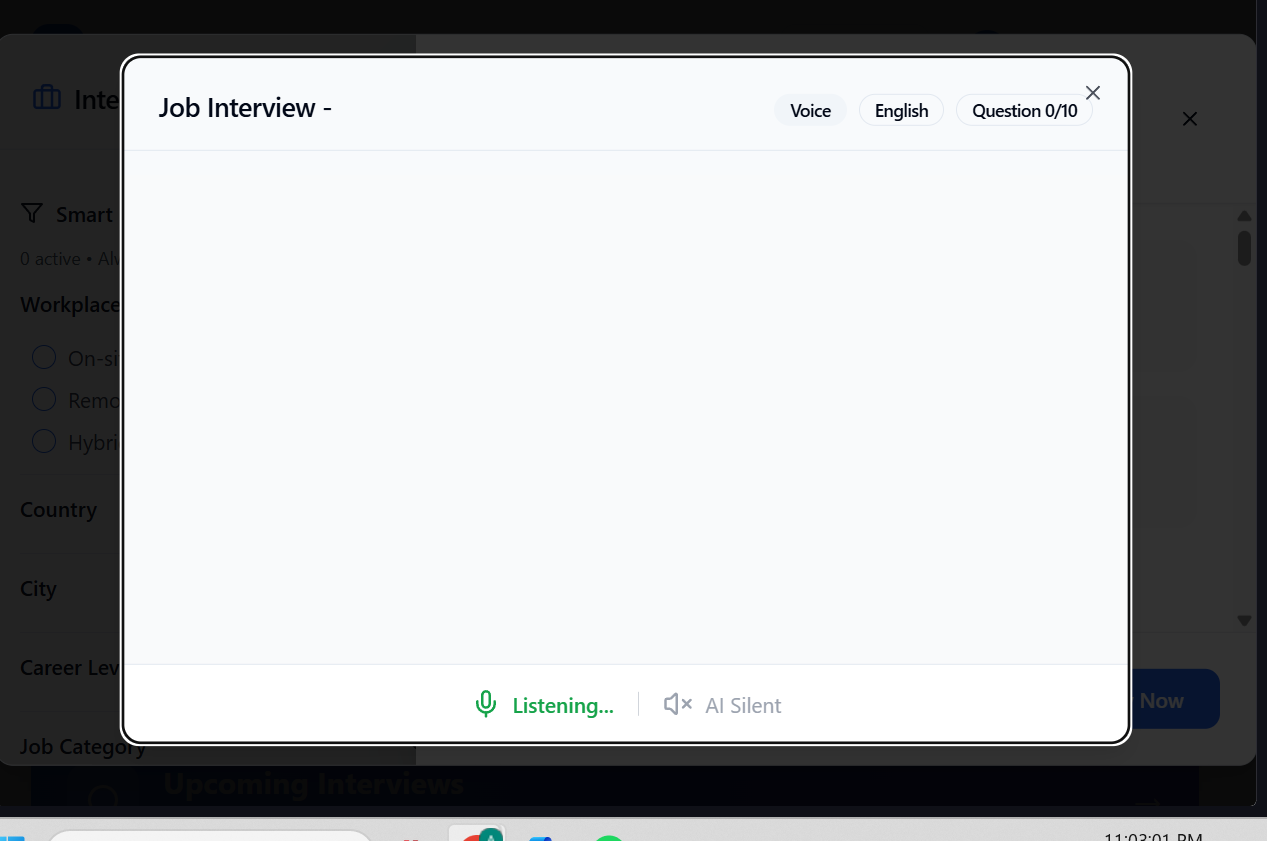 Job Interview -
Voice
English
Question 0/10
Inte
Smart
0 active • Alw
Workplace
On-si
Remo
Hybri
Country
City
Career Lev
Job Category
Listening...
AI Silent
Now
Upcoming Interviews
11:03:01 PM